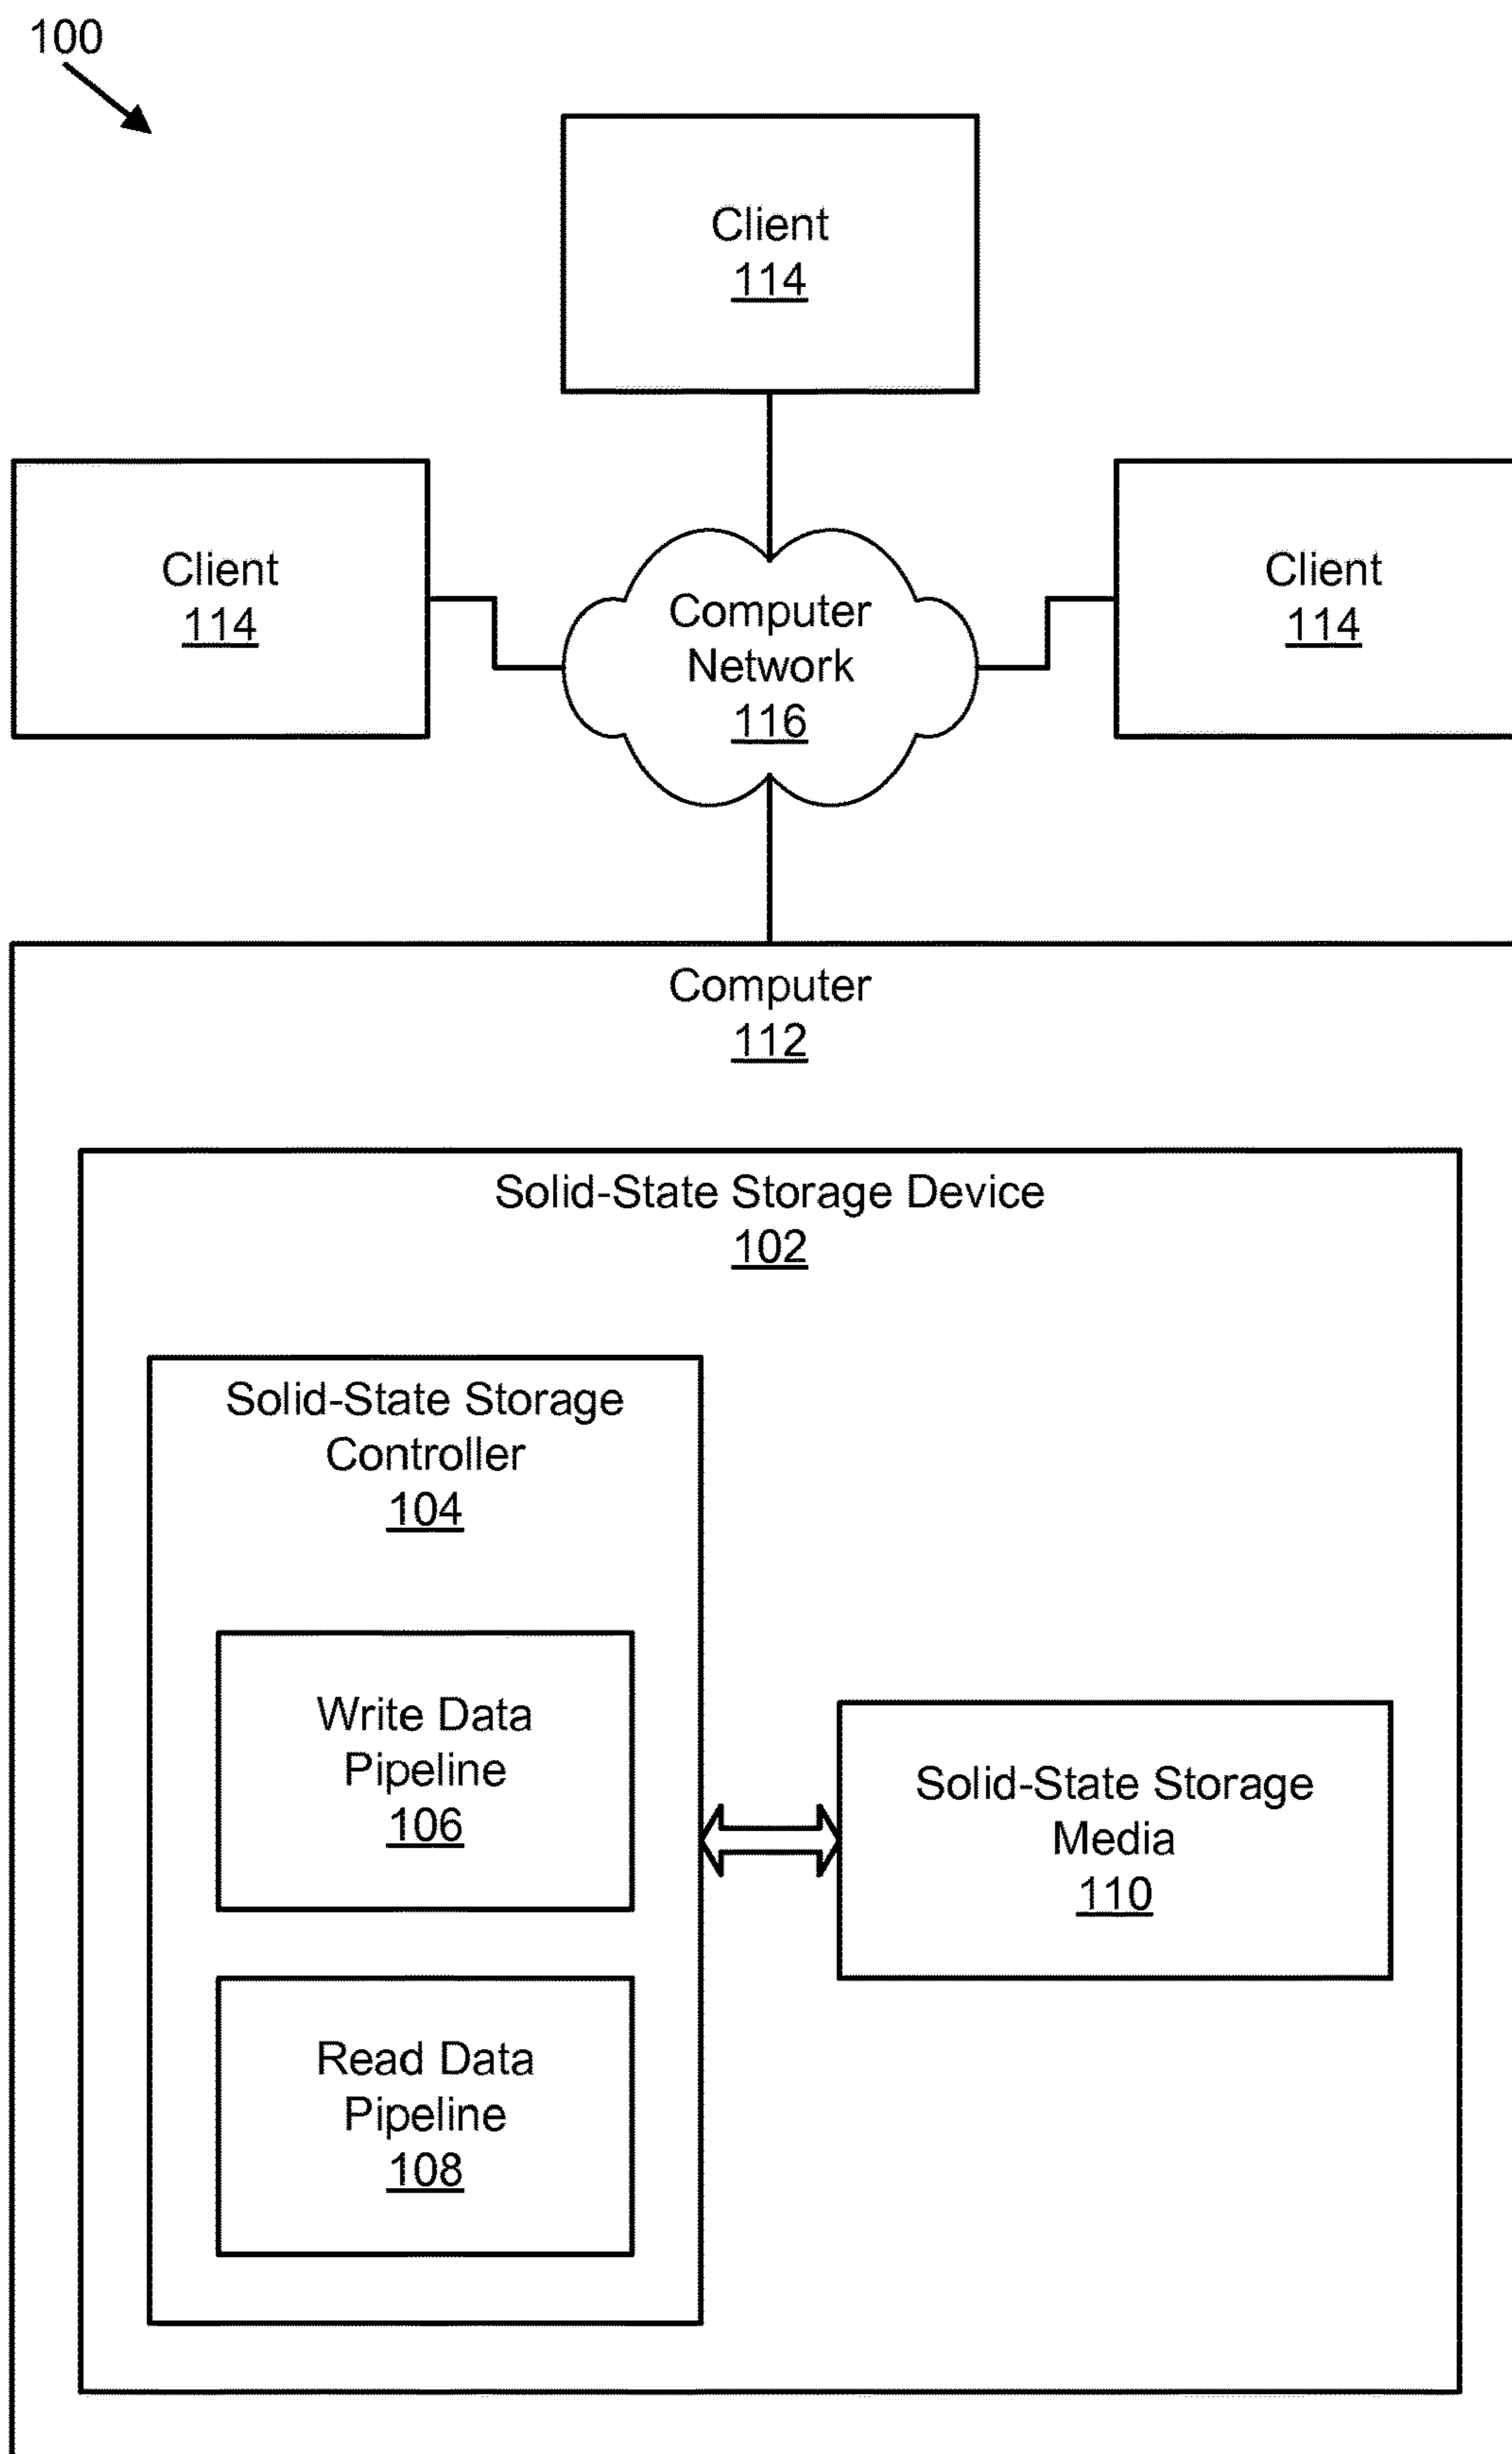 100
Client
114
Client
114
Computer
Network
116
Client
114
Computer
112
Solid-State Storage Device
102
Solid-State Storage
Controller
104
Write Data
Pipeline
106
Solid-State Storage
Media
110
Read Data
Pipeline
108